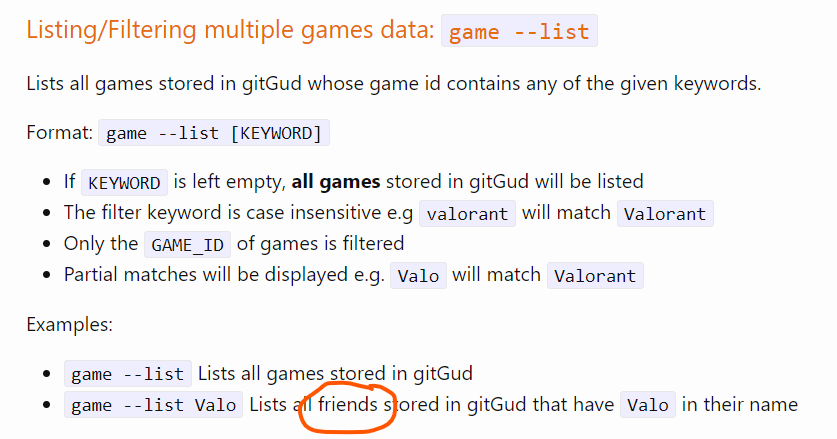 Listing/Filtering multiple games data: game --list
Lists all games stored in gitGud whose game id contains any of the given keywords.
Format: game --list [KEYWORD]
• If KEYWORD is left empty, all games stored in gitGud will be listed
• The filter keyword is case insensitive e.g valorant will match Valorant
• Only the GAME_ID of games is filtered
• Partial matches will be displayed e.g. Valo will match Valorant
Examples:
• game --list Lists all games stored in gitGud
• game --list Valo Lists all friends stored in gitGud that have Valo in their name